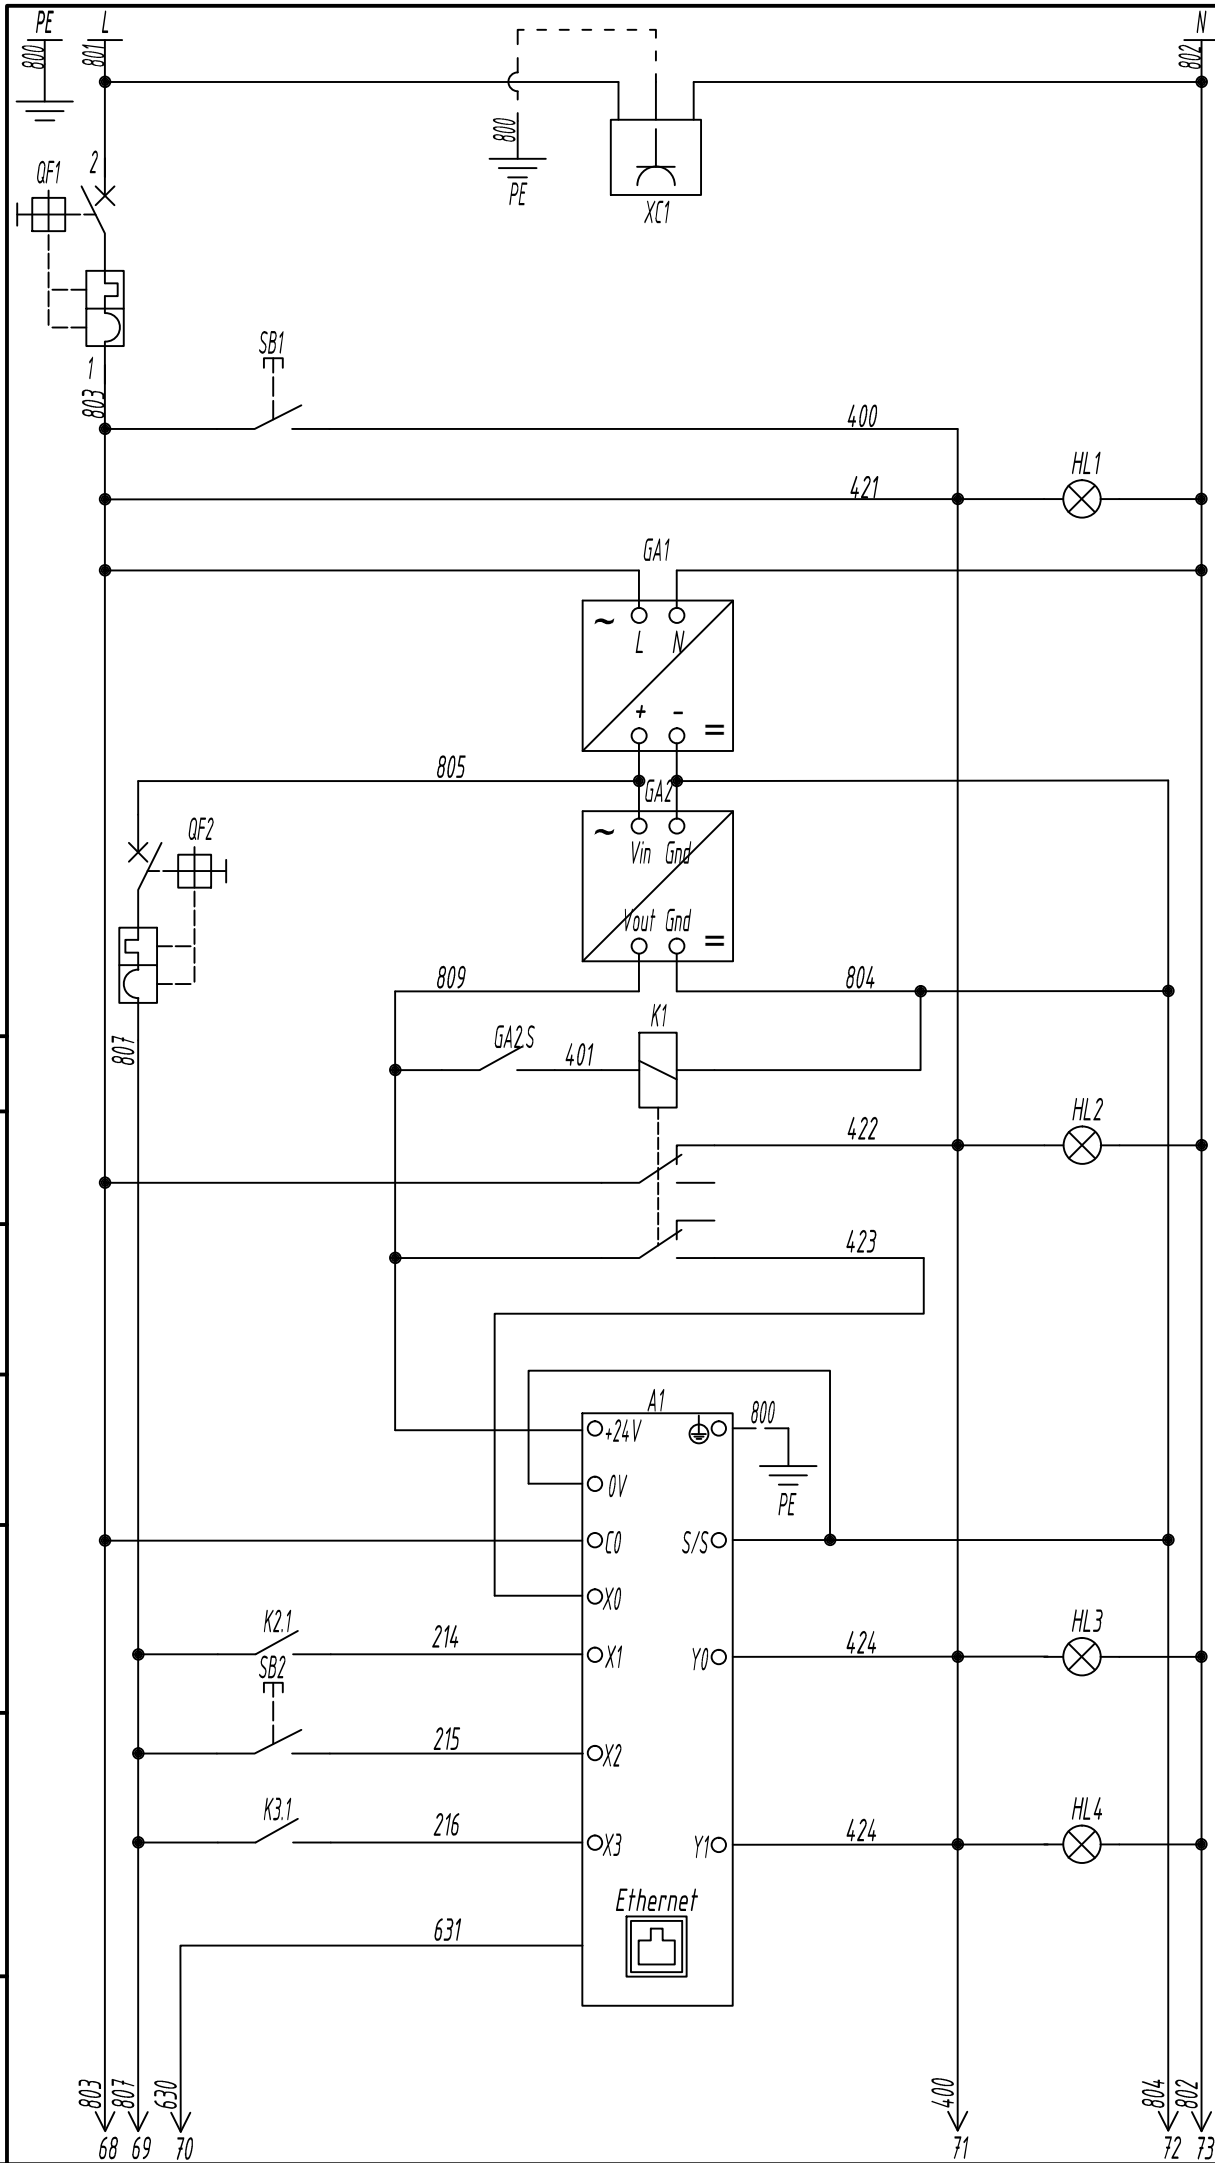 PE L N
800 801 802
800
PE
XC1
2
QF1
1
803
SB1
400
421
HL1
GA1
~ L N
+ - =
805
GA2
QF2
~ Vin Gnd
Vout Gnd =
809 804
807
K1
GA2.S 401
422
HL2
423
A1
+24V
800
0V
PE
C0 S/S
X0
K2.1
214
X1
Y0
424
HL3
SB2
215
X2
K3.1
216
X3
Y1
424
HL4
Ethernet
631
803 807 630 400 804 802
68 69 70 71 72 73